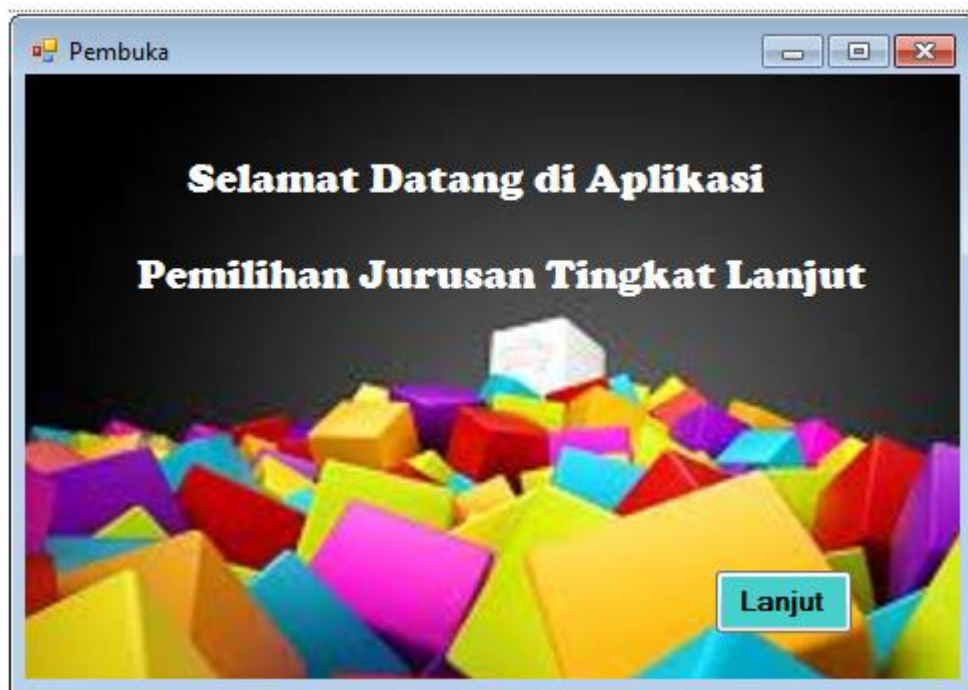 Pembuka
Selamat Datang di Aplikasi
Pemilihan Jurusan Tingkat Lanjut
Lanjut